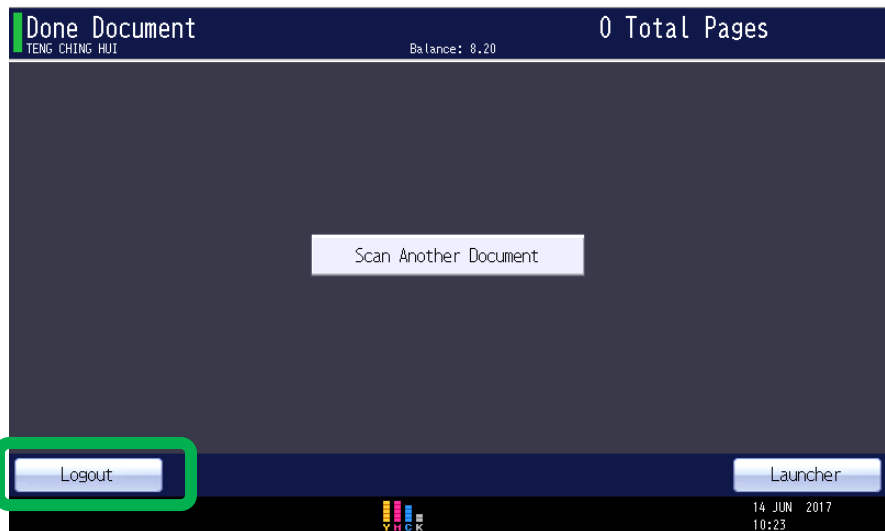 Done Document
0 Total Pages
TENG CHING HUI
Balance: 8.20
Scan Another Document
Logout
Launcher
Y M C K
14 JUN 2017
10:23